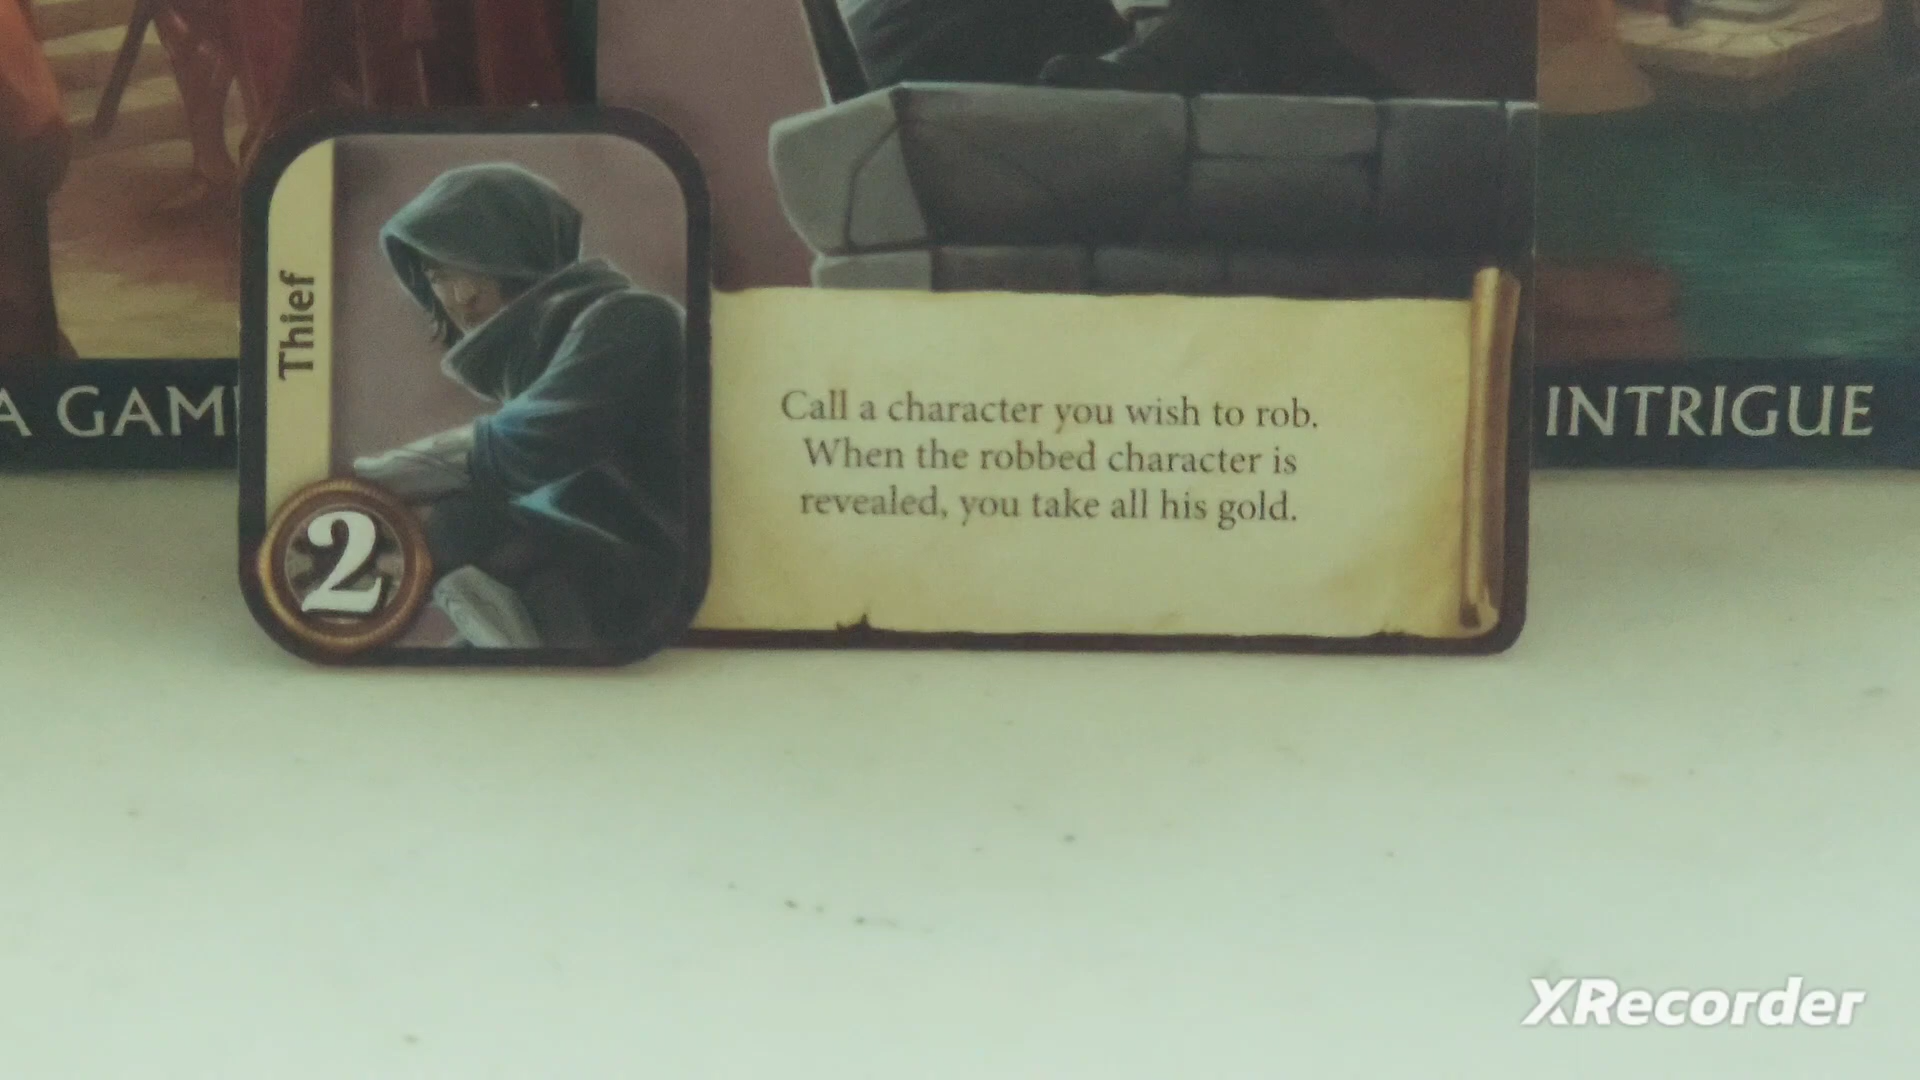 Thief
2
Call a character you wish to rob.
When the robbed character is
revealed, you take all his gold.
A GAM
INTRIGUE
XRecorder